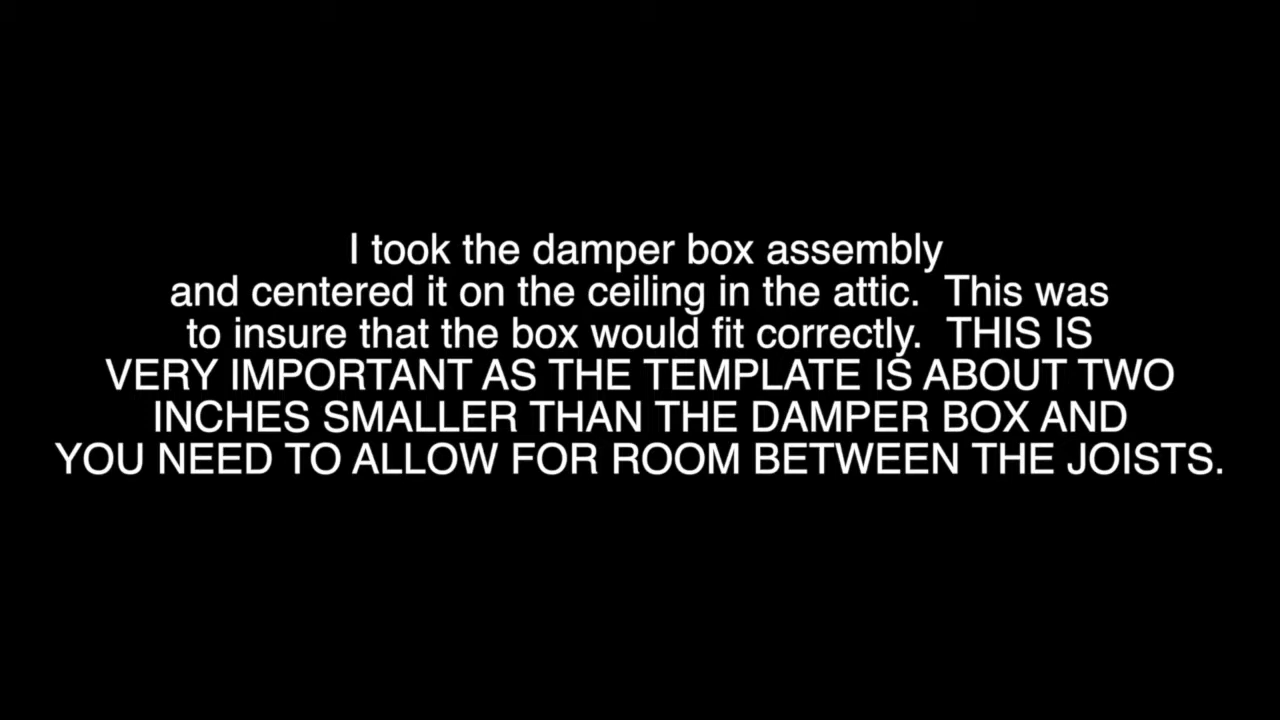 I took the damper box assembly
and centered it on the ceiling in the attic.  This was
to insure that the box would fit correctly.  THIS IS
VERY IMPORTANT AS THE TEMPLATE IS ABOUT TWO
INCHES SMALLER THAN THE DAMPER BOX AND
YOU NEED TO ALLOW FOR ROOM BETWEEN THE JOISTS.